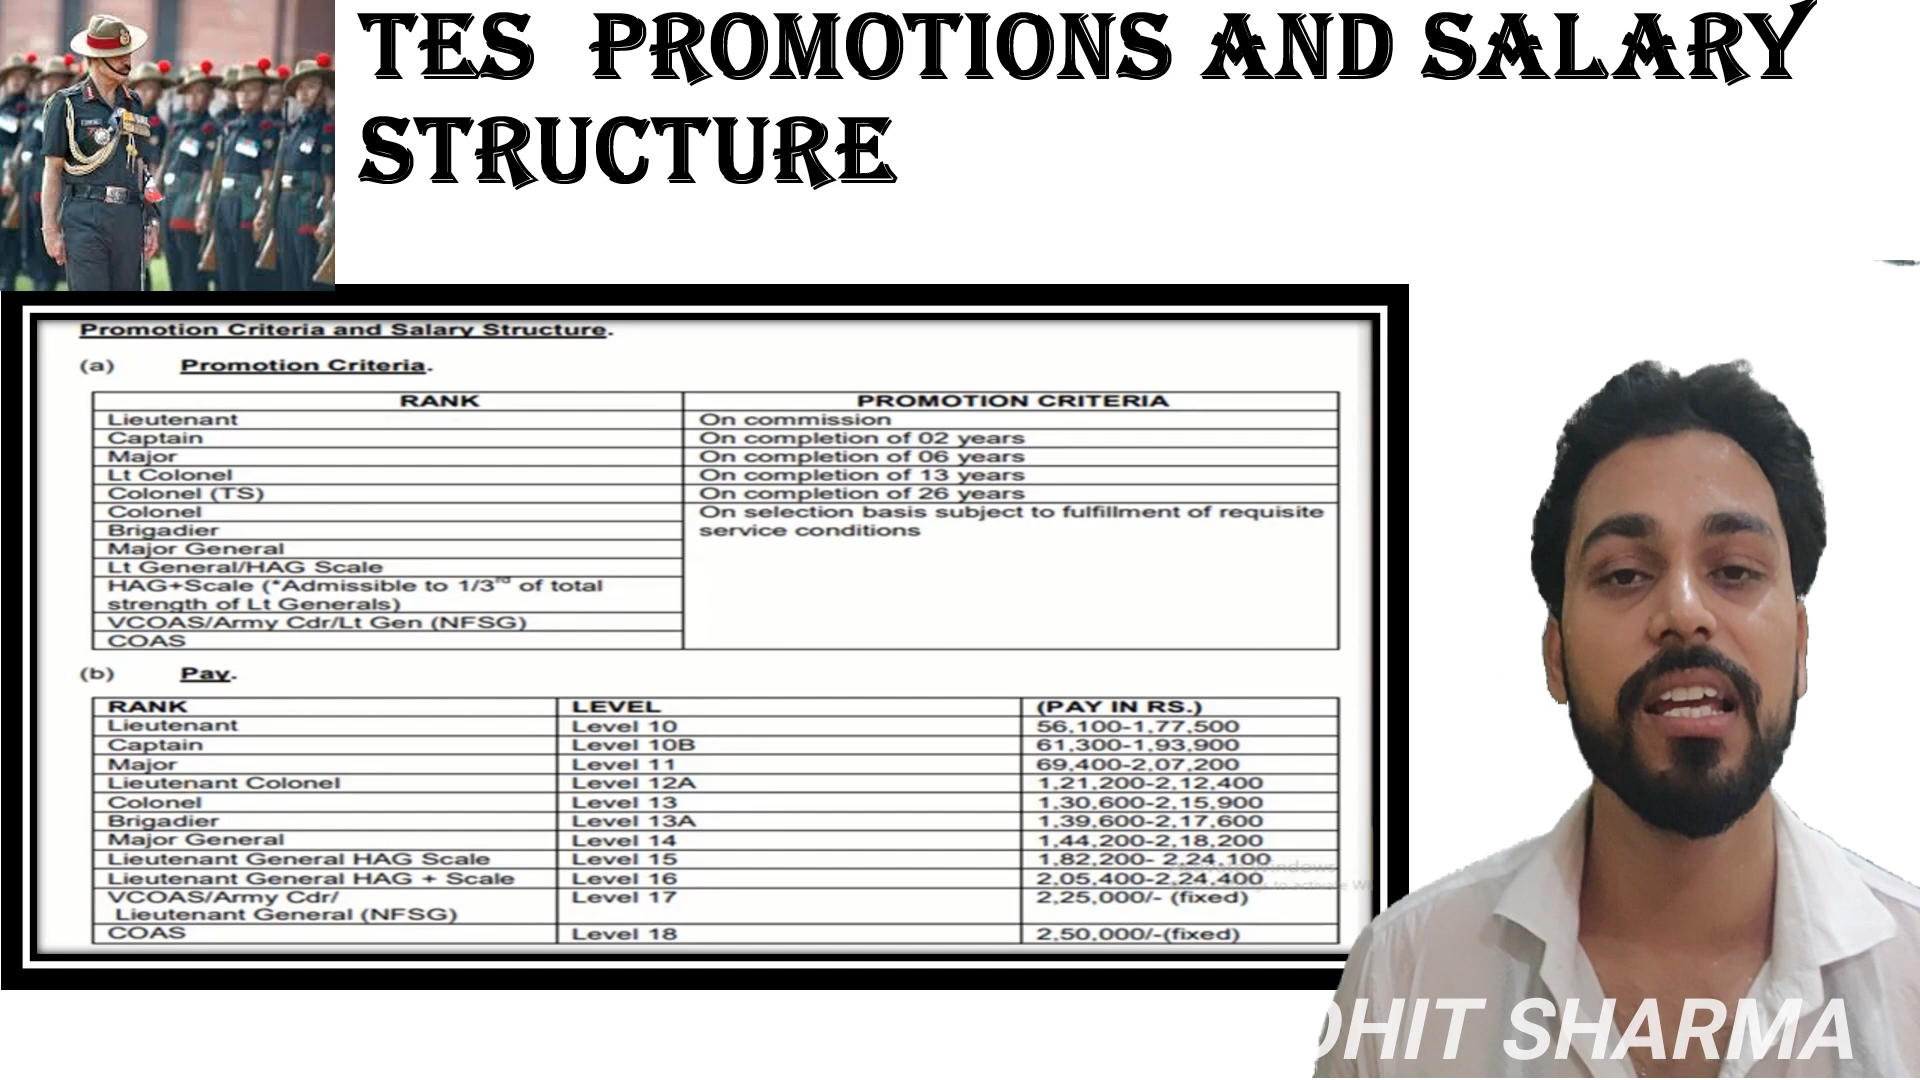 TES PROMOTIONS AND SALARY
STRUCTURE
Promotion Criteria and Salary Structure.
(a) Promotion Criteria.
RANK PROMOTION CRITERIA
Lieutenant On commission
Captain On completion of 02 years
Major On completion of 06 years
Lt Colonel On completion of 13 years
Colonel (TS) On completion of 26 years
Colonel On selection basis subject to fulfillment of requisite
Brigadier service conditions
Major General
Lt General/HAG Scale
HAG+Scale (*Admissible to 1/3rd of total
strength of Lt Generals)
VCOAS/Army Cdr/Lt Gen (NFSG)
COAS
(b) Pay.
RANK LEVEL (PAY IN RS.)
Lieutenant Level 10 56,100-1,77,500
Captain Level 10B 61,300-1,93,900
Major Level 11 69,400-2,07,200
Lieutenant Colonel Level 12A 1,21,200-2,12,400
Colonel Level 13 1,30,600-2,15,900
Brigadier Level 13A 1,39,600-2,17,600
Major General Level 14 1,44,200-2,18,200
Lieutenant General HAG Scale Level 15 1,82,200- 2,24,100
Lieutenant General HAG + Scale Level 16 2,05,400-2,24,400
VCOAS/Army Cdr/ Level 17 2,25,000/- (fixed)
Lieutenant General (NFSG)
COAS Level 18 2,50,000/-(fixed)
OHIT SHARMA